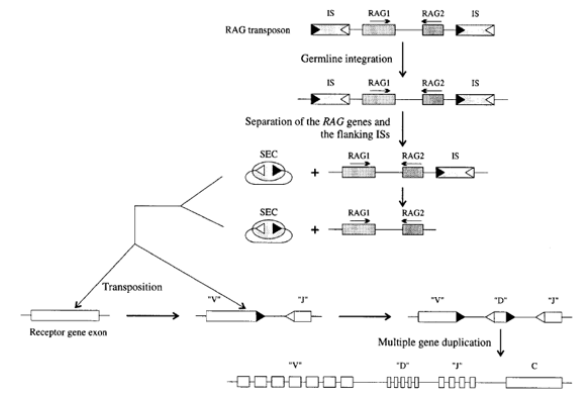 IS RAG1 RAG2 IS
RAG transposon
Germline integration
IS RAG1 RAG2 IS
Separation of the RAG genes and
the flanking ISs
SEC RAG1 RAG2 IS
+
SEC RAG1 RAG2
+
Transposition
"V" "J" "V" "D" "J"
Receptor gene exon
Multiple gene duplication
"V" "D" "J" C